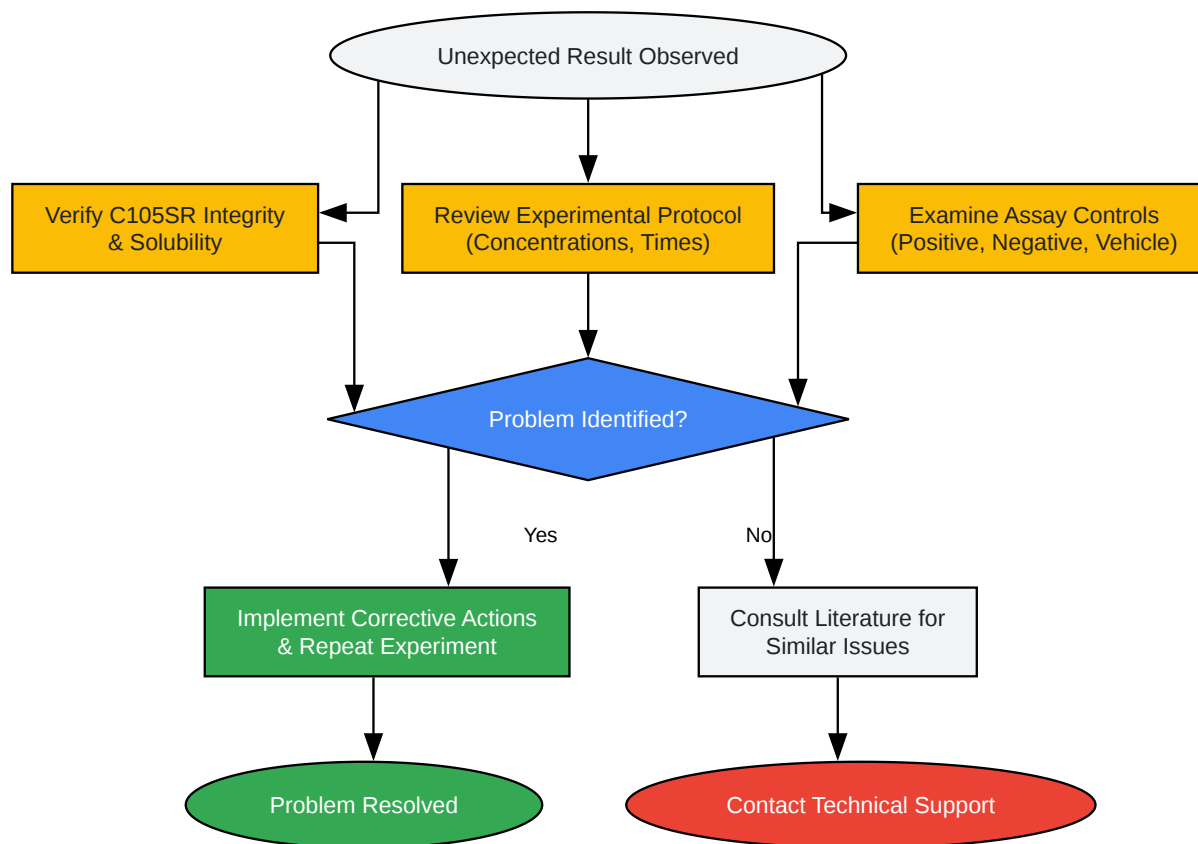 Unexpected Result Observed
Verify C105SR Integrity
& Solubility
Review Experimental Protocol
(Concentrations, Times)
Examine Assay Controls
(Positive, Negative, Vehicle)
Problem Identified?
Yes
No
Implement Corrective Actions
& Repeat Experiment
Consult Literature for
Similar Issues
Problem Resolved
Contact Technical Support